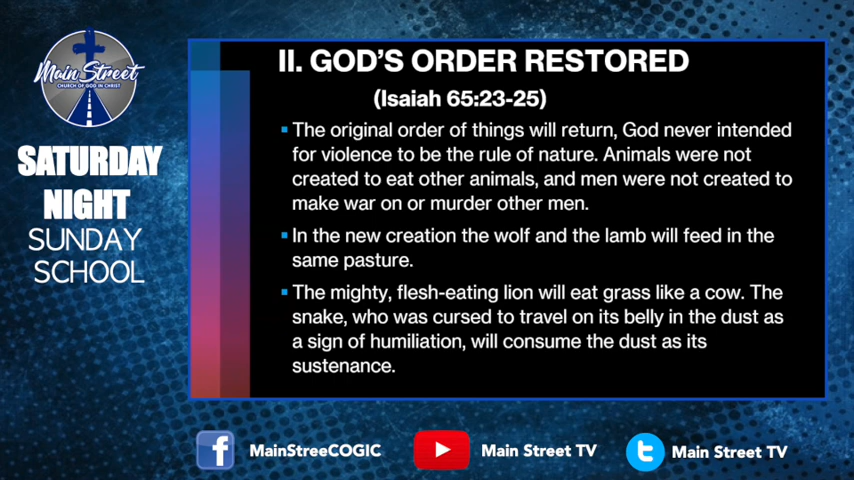 Main Street
CHURCH OF GOD IN CHRIST
SATURDAY
NIGHT
SUNDAY
SCHOOL
II. GOD'S ORDER RESTORED
(Isaiah 65:23-25)
▪ The original order of things will return, God never intended
for violence to be the rule of nature. Animals were not
created to eat other animals, and men were not created to
make war on or murder other men.
▪ In the new creation the wolf and the lamb will feed in the
same pasture.
▪ The mighty, flesh-eating lion will eat grass like a cow. The
snake, who was cursed to travel on its belly in the dust as
a sign of humiliation, will consume the dust as its
sustenance.
MainStreeCOGIC
Main Street TV
Main Street TV